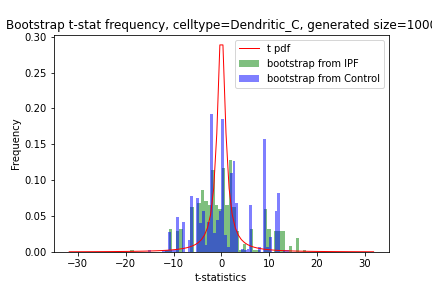 Bootstrap t-stat frequency, celltype=Dendritic_C, generated size=1000
0.30
0.25
0.20
0.15
0.10
0.05
0.00
Frequency
t pdf
bootstrap from IPF
bootstrap from Control
−30 −20 −10 0 10 20 30
t-statistics